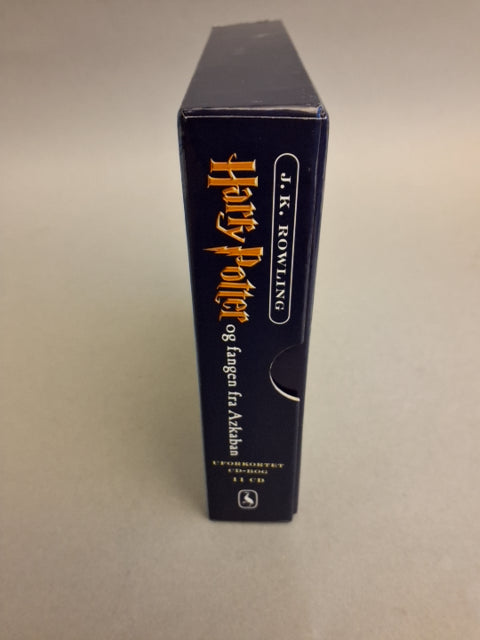 J. K. ROWLING
Harry Potter
og fangen fra Azkaban
UFORKORTET
CD-BOG
11 CD